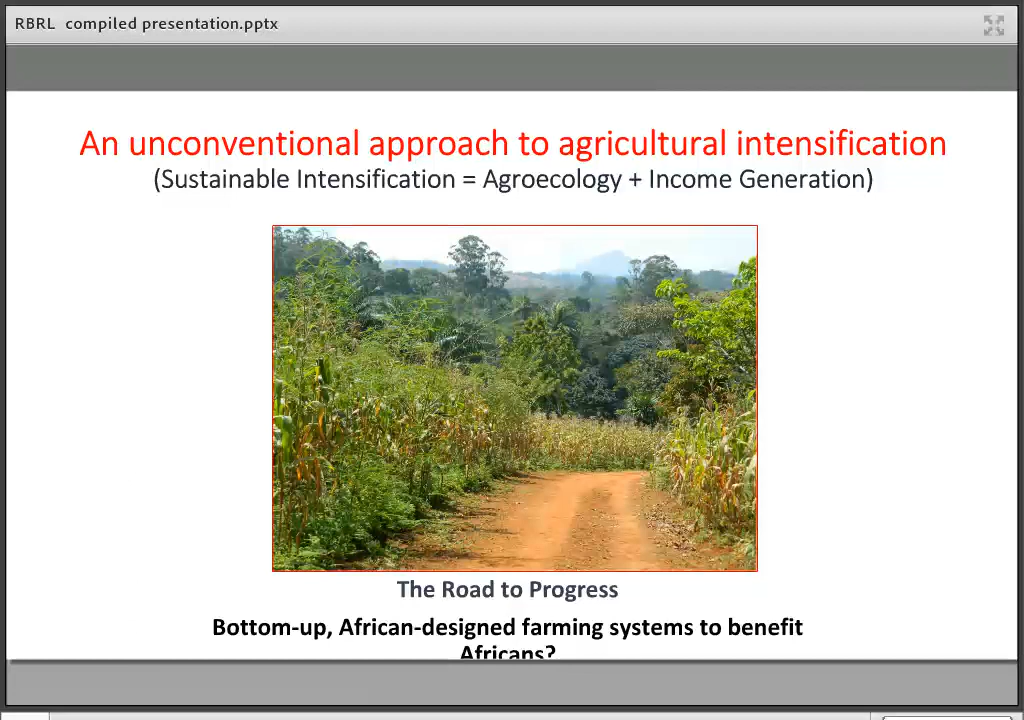 RBRL compiled presentation.pptx
An unconventional approach to agricultural intensification
(Sustainable Intensification = Agroecology + Income Generation)
The Road to Progress
Bottom-up, African-designed farming systems to benefit
Africans?